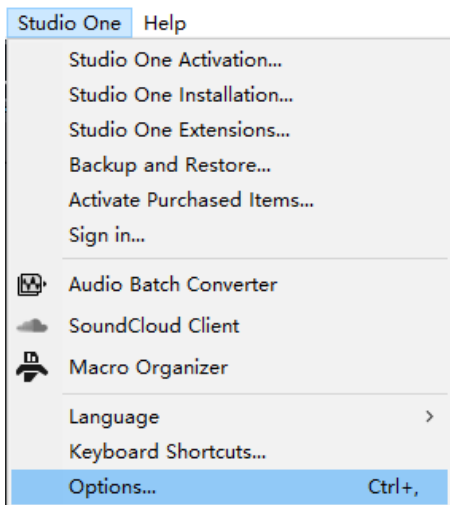 Studio One Help
Studio One Activation...
Studio One Installation...
Studio One Extensions...
Backup and Restore...
Activate Purchased Items...
Sign in...
Audio Batch Converter
SoundCloud Client
Macro Organizer
Language >
Keyboard Shortcuts...
Options... Ctrl+,